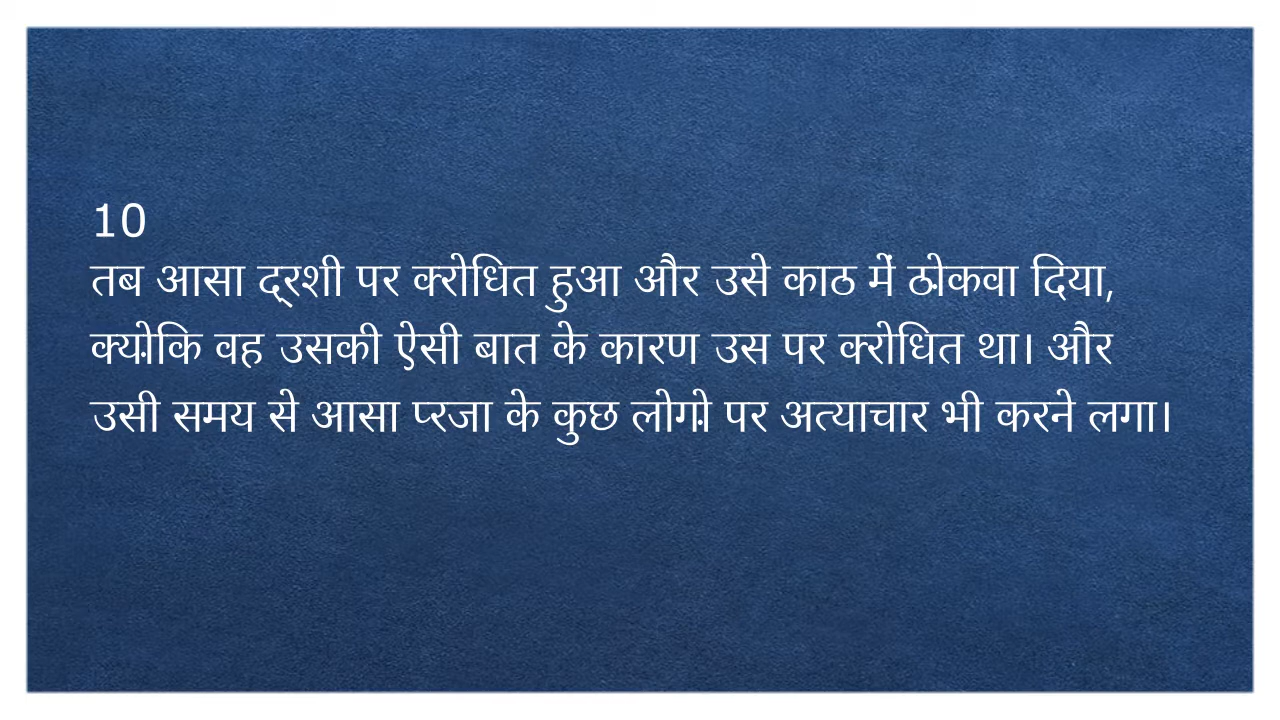 10
तब आसा द्रशी पर क्रोधित हुआ और उसे काठ में ठोंकवा दिया,
क्योंकि वह उसकी ऐसी बात के कारण उस पर क्रोधित था। और
उसी समय से आसा प्रजा के कुछ लोगों पर अत्याचार भी करने लगा।